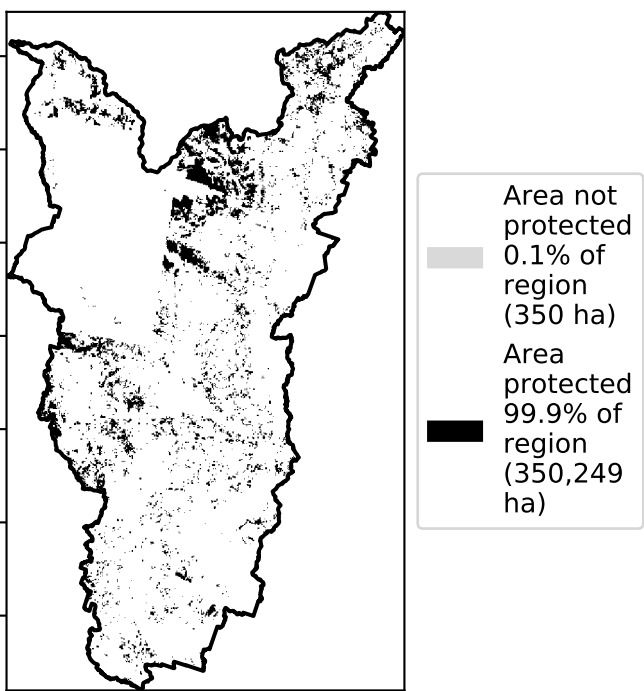 Area not
protected
0.1% of
region
(350 ha)
Area
protected
99.9% of
region
(350,249
ha)